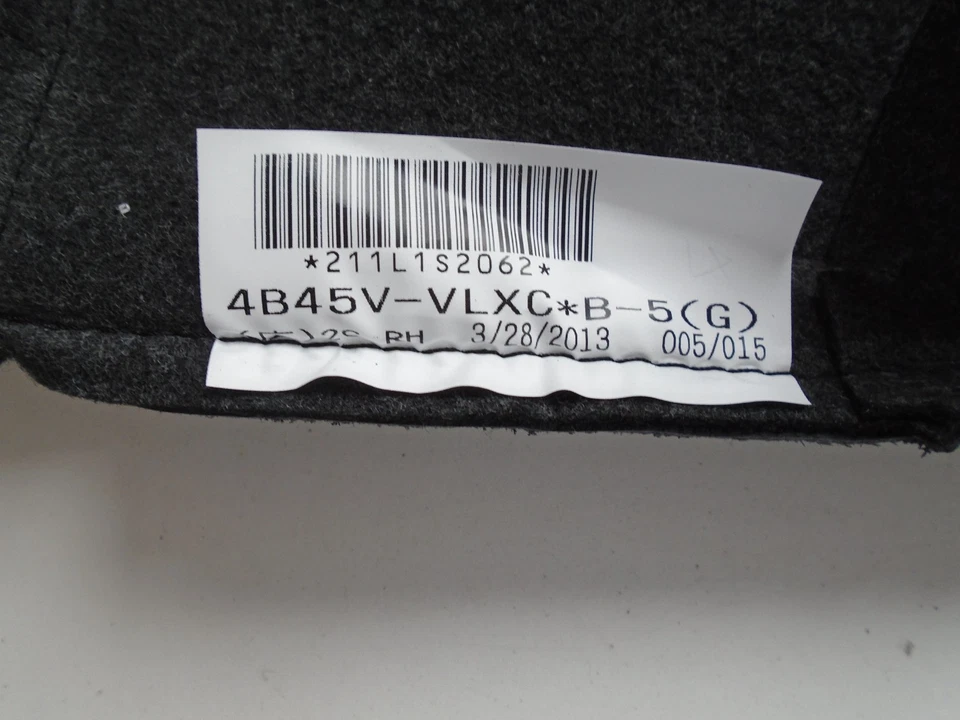 *211L1S2062*
4B45V-VLXC*B-5(G)
RH 3/28/2013 005/015